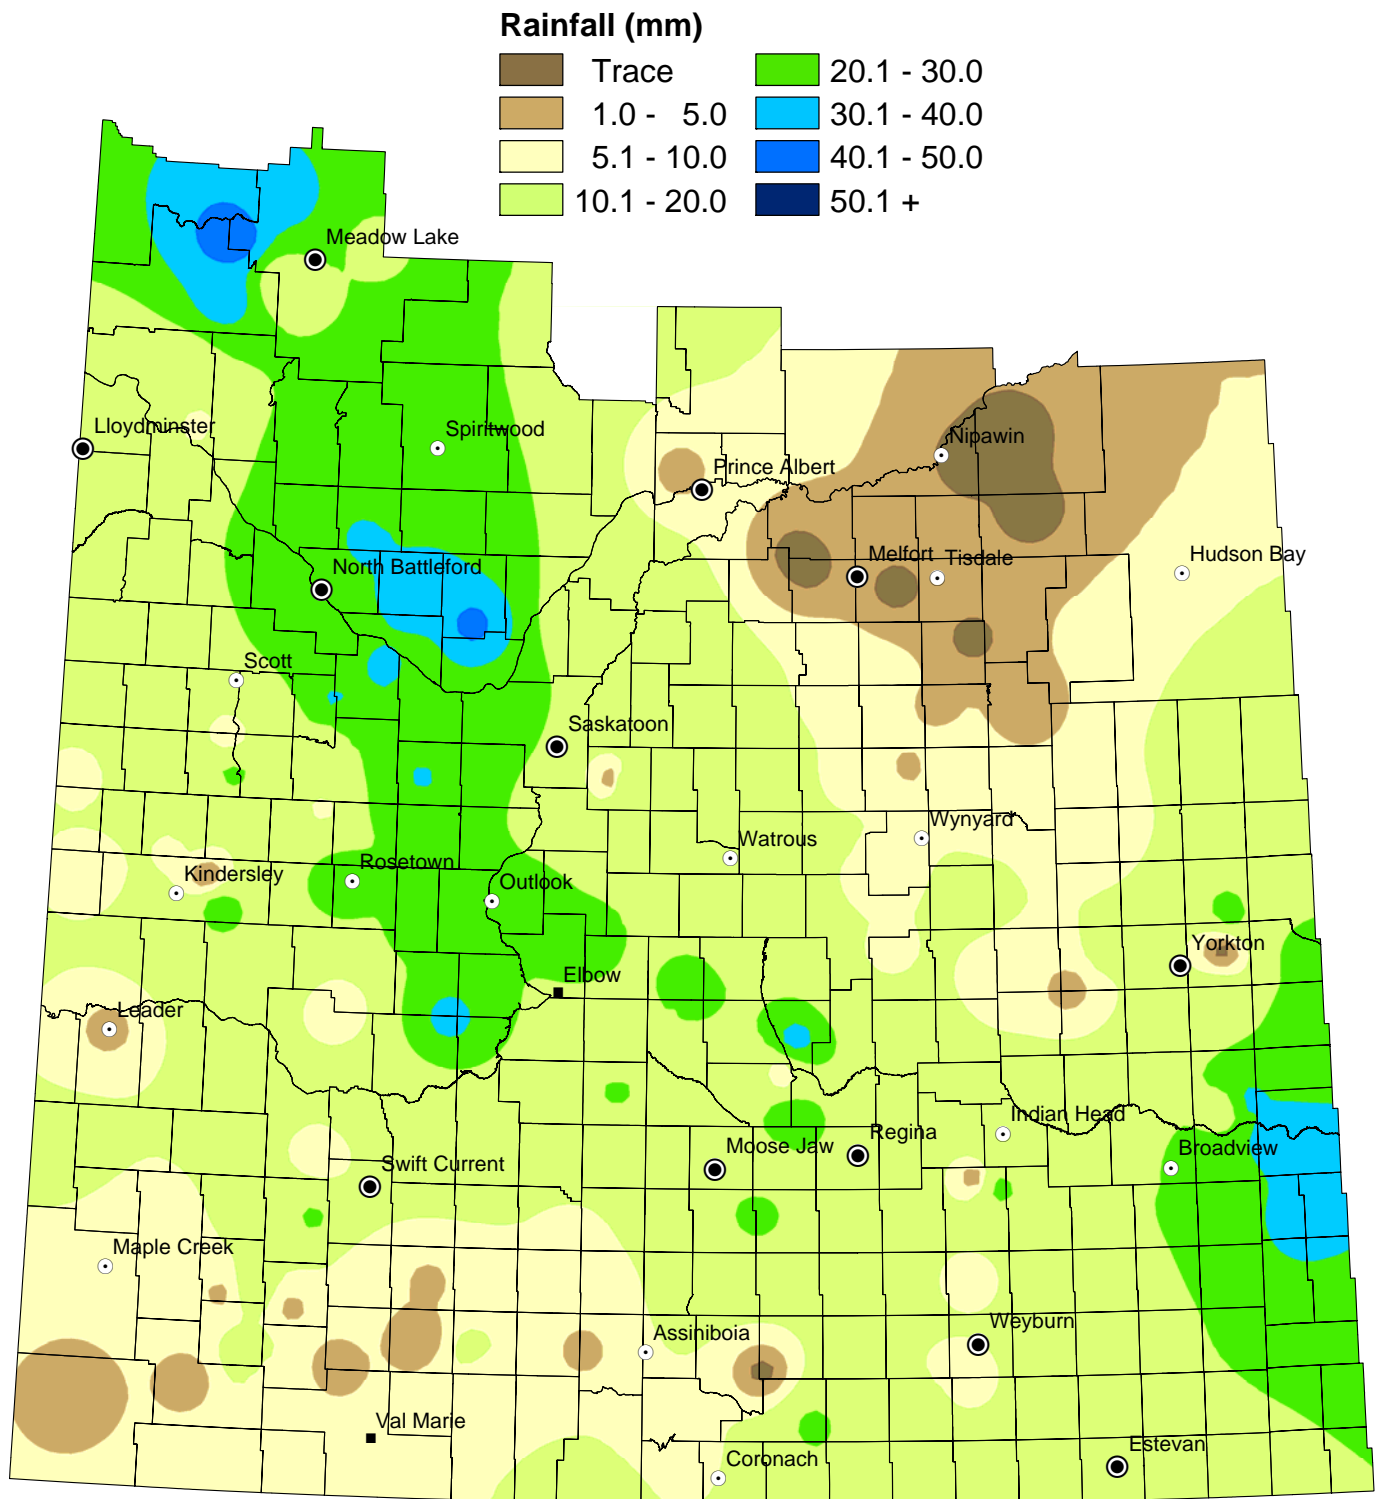 Rainfall (mm)
Trace
20.1 - 30.0
1.0 - 5.0
30.1 - 40.0
5.1 - 10.0
40.1 - 50.0
10.1 - 20.0
50.1 +
Meadow Lake
Lloydminster
Spiritwood
Nipawin
Prince Albert
Melfort
Tisdale
Hudson Bay
North Battleford
Scott
Saskatoon
Wynyard
Watrous
Rosetown
Kindersley
Outlook
Yorkton
Elbow
Leader
Indian Head
Regina
Moose Jaw
Broadview
Swift Current
Maple Creek
Weyburn
Assiniboia
Val Marie
Estevan
Coronach